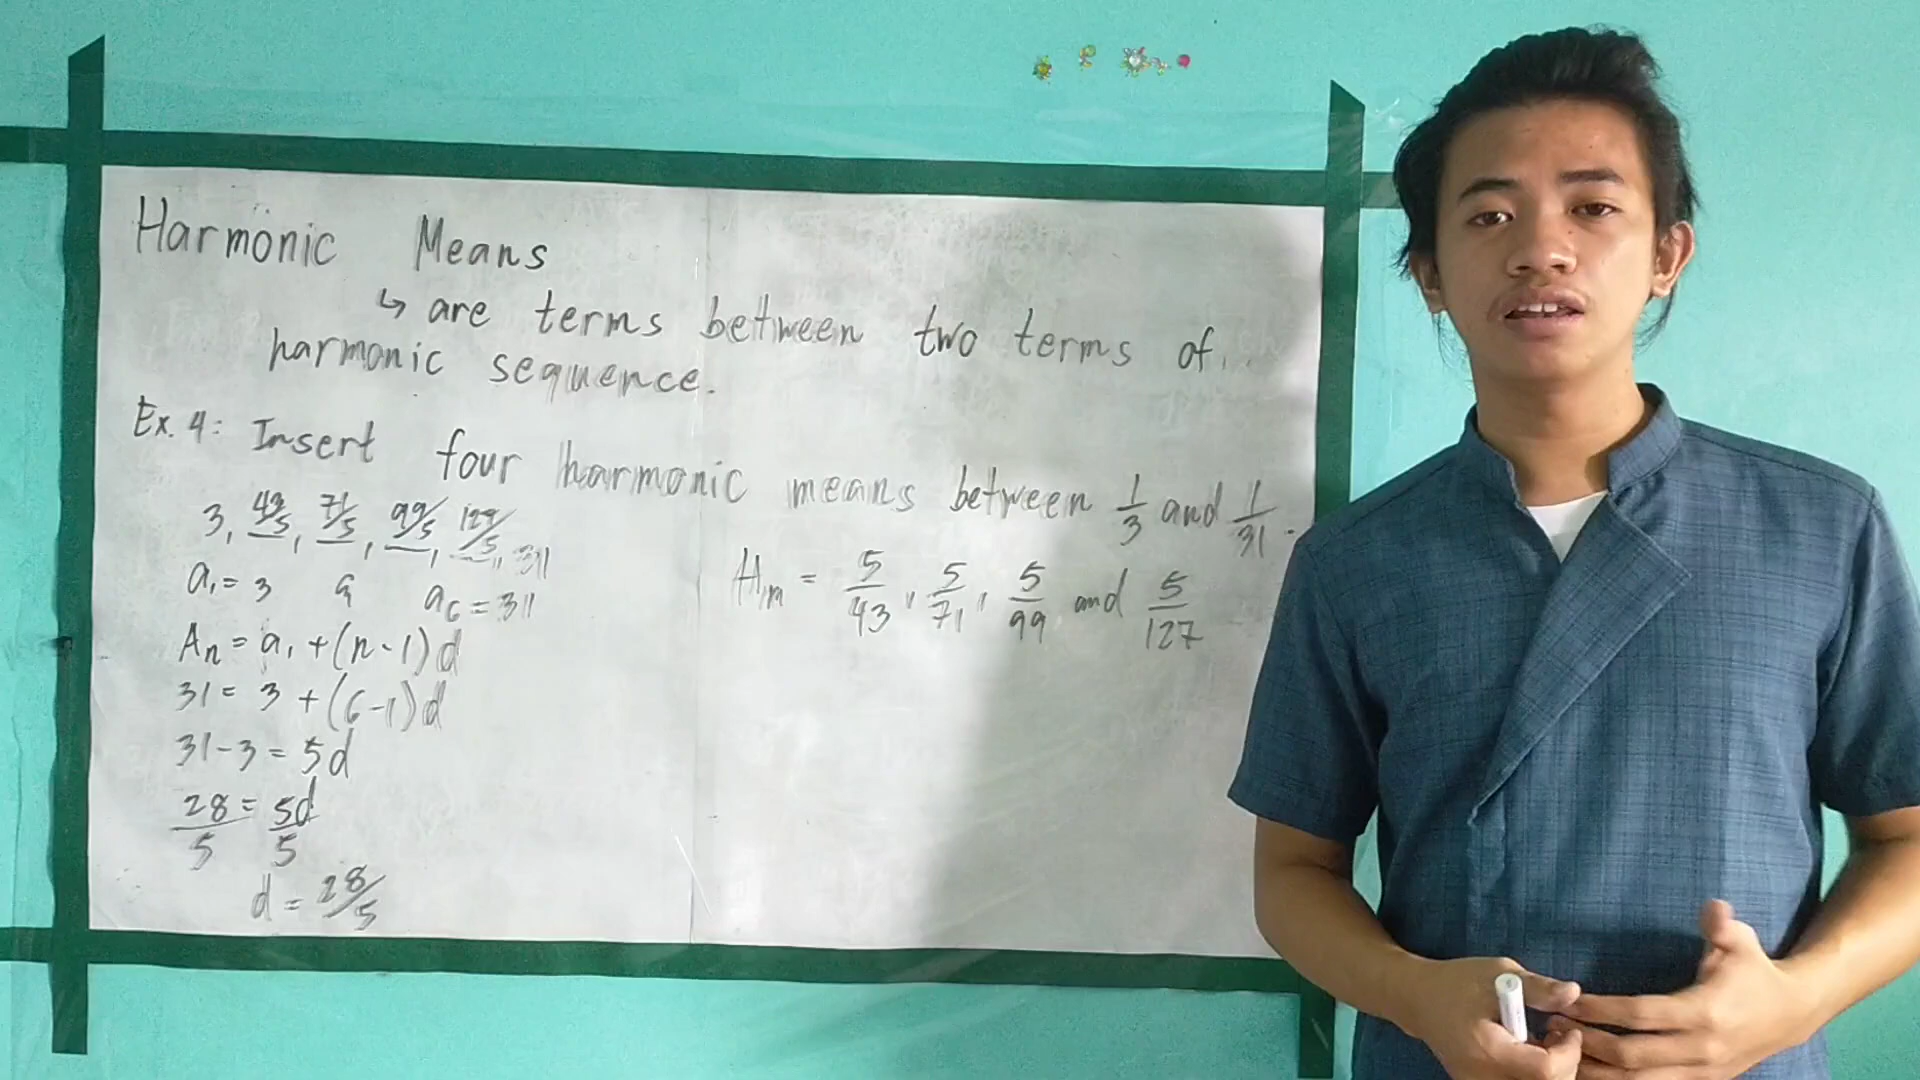 Harmonic Means
↳ are terms between two terms of..
harmonic sequence.
Ex. 4: Insert four harmonic means between 1/3 and 1/31.
3, 43/5, 71/5, 99/5, 127/5, 31
a₁ = 3 a₆ = 31
An = a₁ + (n - 1)d
31 = 3 + (6 - 1)d
31 - 3 = 5d
28/5 = 5d/5
d = 28/5
Hm = 5/43, 5/71, 5/99 and 5/127